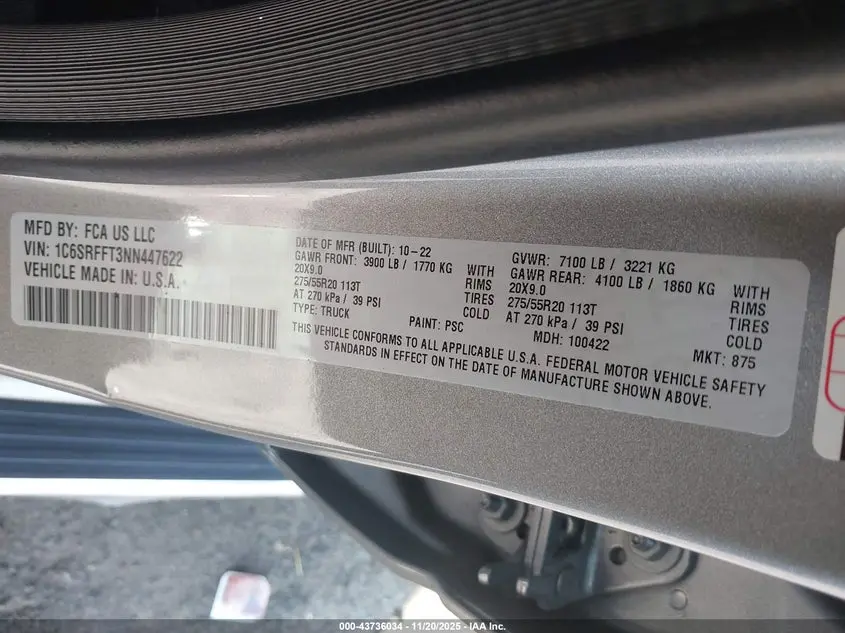 MFD BY: FCA US LLC
VIN: 1C6SRFFT3NN447622
VEHICLE MADE IN: U.S.A.
DATE OF MFR (BUILT): 10-22
GAWR FRONT: 3900 LB / 1770 KG WITH
20X9.0 RIMS
275/55R20 113T TIRES
AT 270 kPa / 39 PSI COLD
TYPE: TRUCK
PAINT: PSC
GVWR: 7100 LB / 3221 KG
GAWR REAR: 4100 LB / 1860 KG WITH
20X9.0 RIMS
275/55R20 113T TIRES
AT 270 kPa / 39 PSI COLD
MDH: 100422
MKT: 875
THIS VEHICLE CONFORMS TO ALL APPLICABLE U.S.A. FEDERAL MOTOR VEHICLE SAFETY
STANDARDS IN EFFECT ON THE DATE OF MANUFACTURE SHOWN ABOVE.
000-43736034 - 11/20/2025 - IAA Inc.